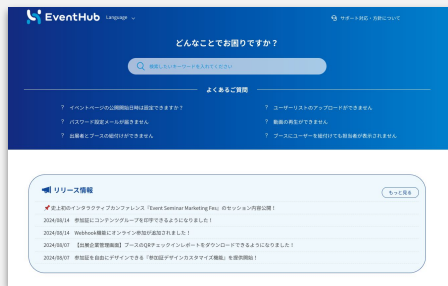 EventHub Language
サポート対応・方針について
どんなことでお困りですか？
検索したいキーワードを入れてください
よくあるご質問
? イベントページの公開開始日時は設定できますか？
? ユーザーリストのアップロードができません
? パスワード設定メールが届きません
? 動画の再生ができません
? 出展者とブースの紐付けができません
? ブースにユーザーを紐付けても担当者が表示されません
リリース情報
もっと見る
史上初のインタラクティブカンファレンス「Event Seminar Marketing Fes」のセッション内容公開！
2024/08/14 参加証にコンテンツグループを印字できるようになりました！
2024/08/14 Webhook機能にオンライン参加が追加されました！
2024/08/07 【出展企業管理画面】ブースのQRチェックインレポートをダウンロードできるようになりました！
2024/08/07 参加証を自由にデザインできる「参加証デザインカスタマイズ機能」を提供開始！